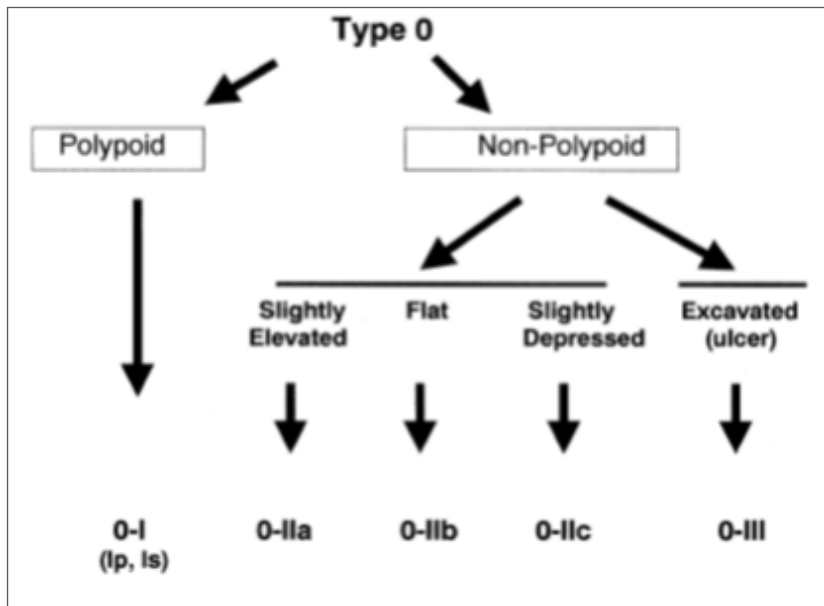 Type 0
Polypoid
Non-Polypoid
Slightly Elevated
Flat
Slightly Depressed
Excavated (ulcer)
0-I
(Ip, Is)
0-IIa
0-IIb
0-IIc
0-III